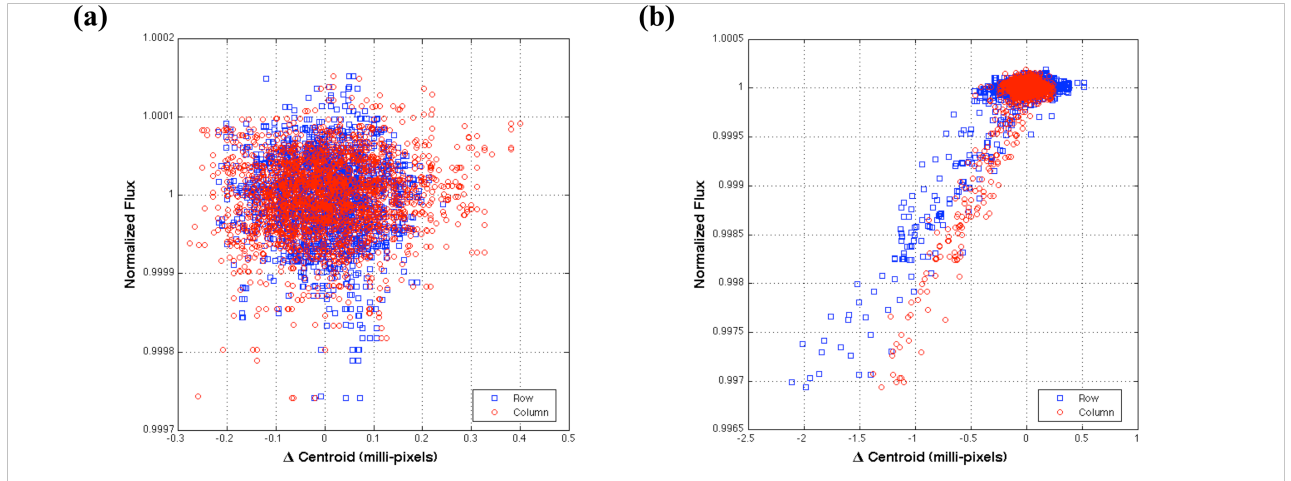 (a)
1.0002
1.0001
1
0.9999
0.9998
0.9997
Normalized Flux
-0.3 -0.2 -0.1 0 0.1 0.2 0.3 0.4 0.5
Δ Centroid (milli-pixels)
Row
Column
(b)
1.0005
1
0.9995
0.999
0.9985
0.998
0.9975
0.997
0.9965
Normalized Flux
-2.5 -2 -1.5 -1 -0.5 0 0.5 1
Δ Centroid (milli-pixels)
Row
Column